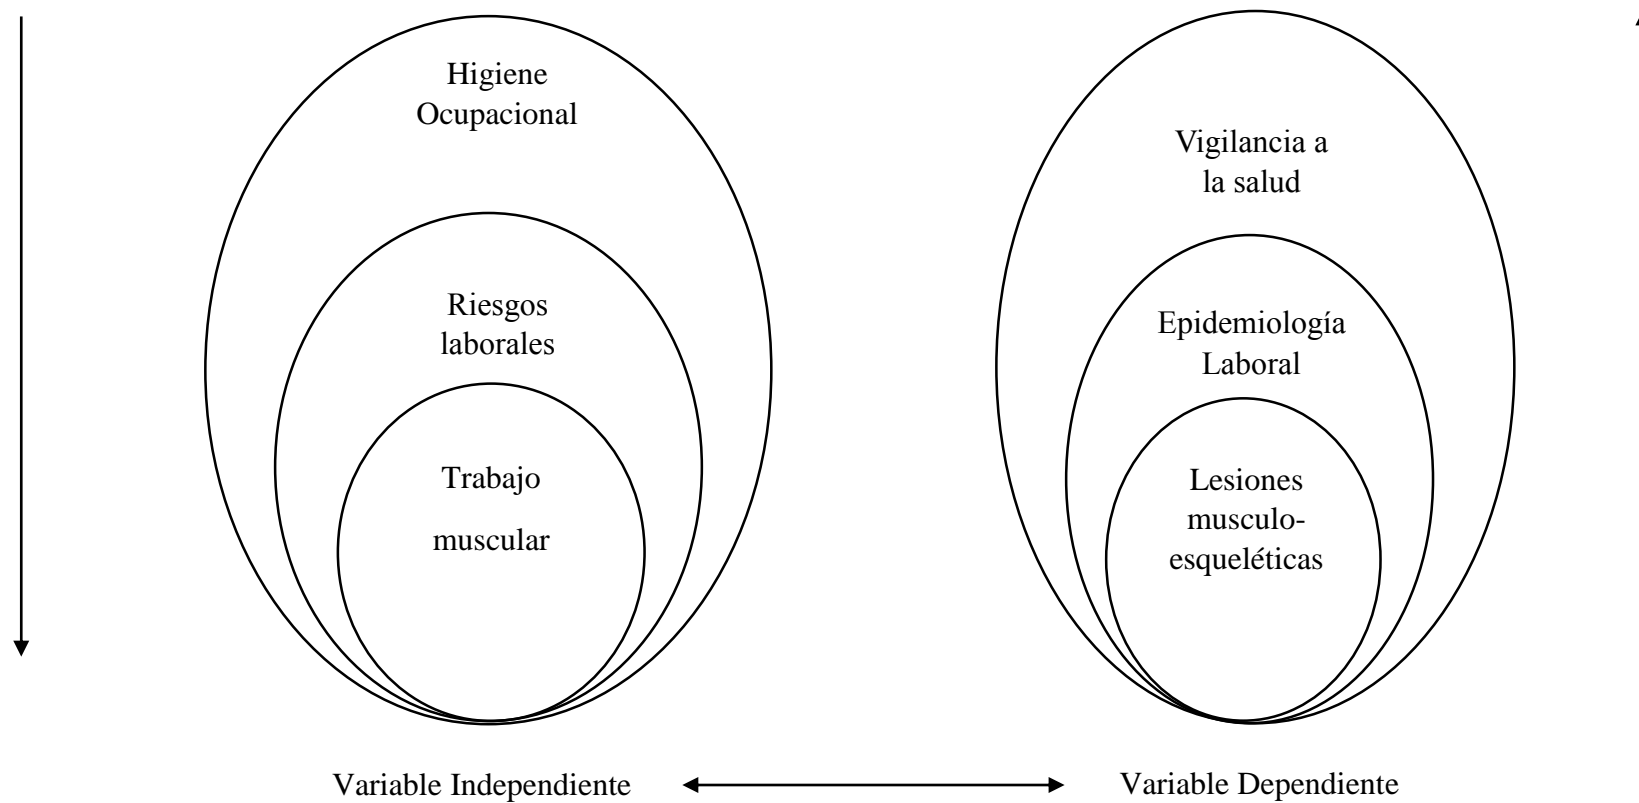 Higiene
Ocupacional
Riesgos
laborales
Trabajo
muscular
Vigilancia a
la salud
Epidemiología
Laboral
Lesiones
musculo-
esqueléticas
Variable Independiente
Variable Dependiente